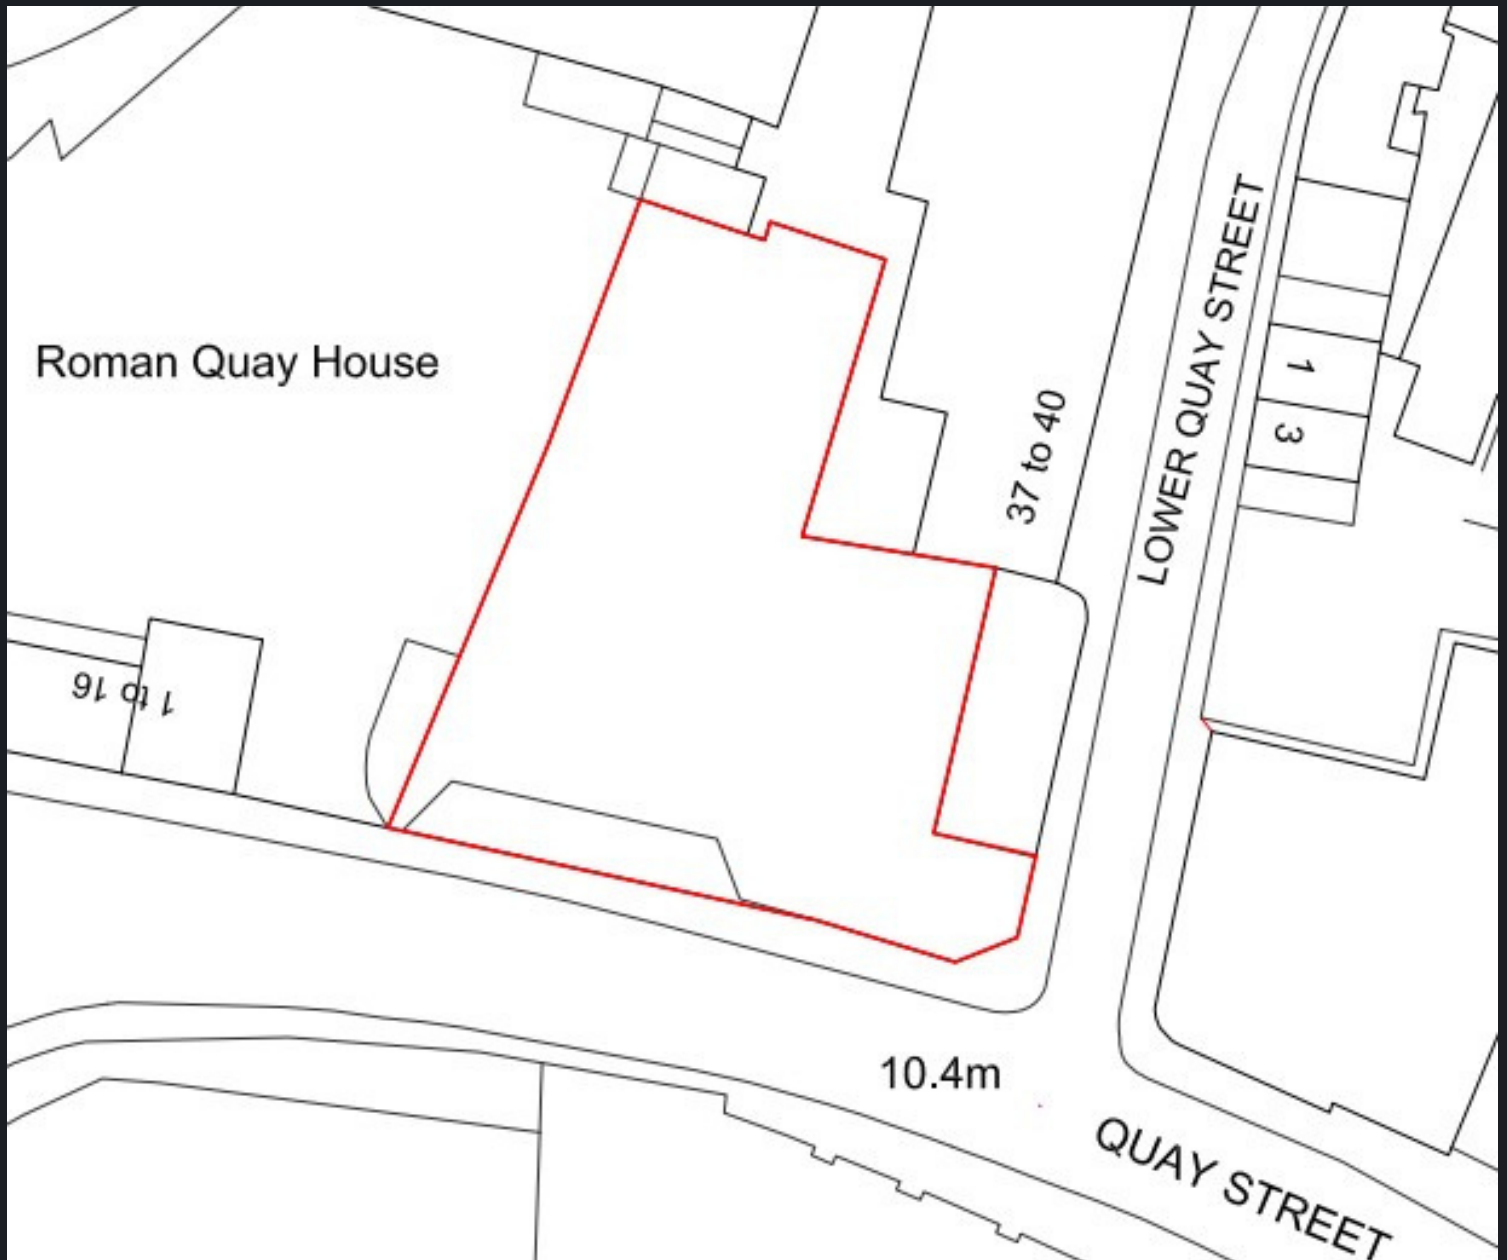 Roman Quay House
37 to 40
LOWER QUAY STREET
1
3
1 to 16
10.4m
QUAY STREET